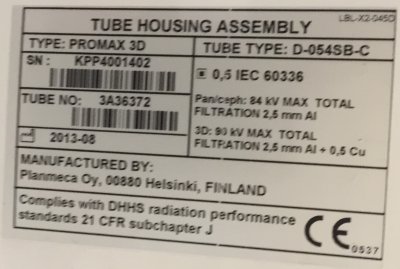 LBL-X2-045D
TUBE HOUSING ASSEMBLY
TYPE: PROMAX 3D
TUBE TYPE: D-054SB-C
SN : KPP4001402
0,5 IEC 60336
TUBE NO: 3A36372
Pan/ceph: 84 kV MAX TOTAL
FILTRATION 2,5 mm Al
2013-08
3D: 90 kV MAX TOTAL
FILTRATION 2,5 mm Al + 0,5 Cu
MANUFACTURED BY:
Planmeca Oy, 00880 Helsinki, FINLAND
Complies with DHHS radiation performance
standards 21 CFR subchapter J
CE
0537